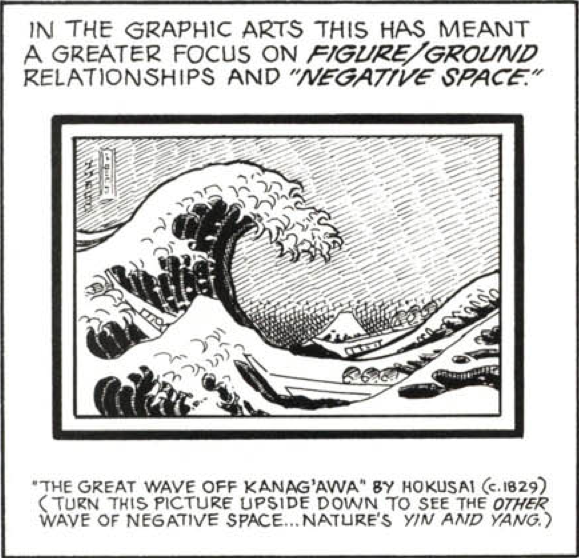 IN THE GRAPHIC ARTS THIS HAS MEANT
A GREATER FOCUS ON FIGURE/GROUND
RELATIONSHIPS AND "NEGATIVE SPACE."
"THE GREAT WAVE OFF KANAG'AWA" BY HOKUSAI (c.1829)
(TURN THIS PICTURE UPSIDE DOWN TO SEE THE OTHER
WAVE OF NEGATIVE SPACE...NATURE'S YIN AND YANG.)